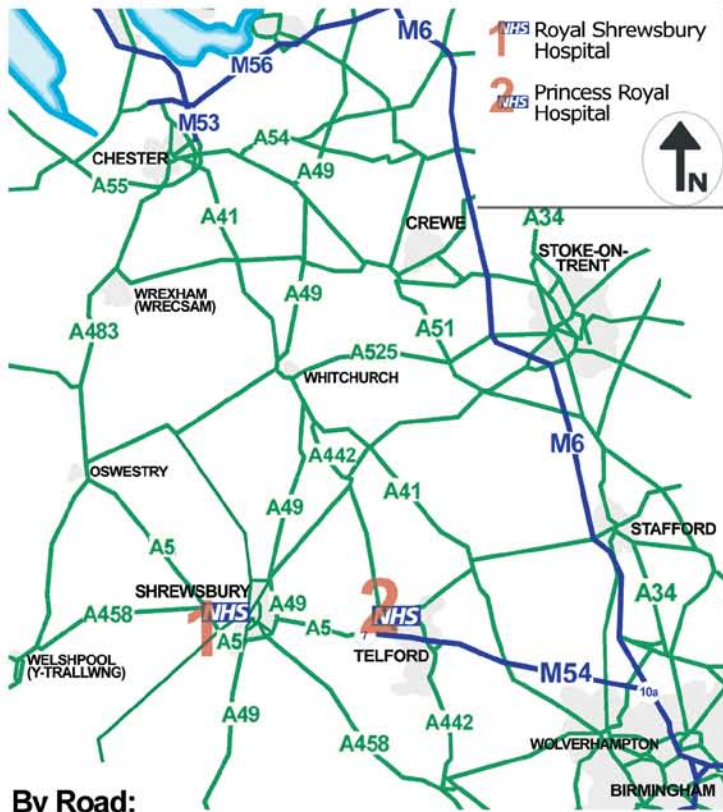 1 NHS Royal Shrewsbury
Hospital
2 NHS Princess Royal
Hospital
N
M6
M56
M53
CHESTER
A54
A49
A55
A41
CREWE
A34
STOKE-ON-
TRENT
WREXHAM
(WRECSAM)
A49
A483
A51
A525
WHITCHURCH
M6
OSWESTRY
A442
A41
A49
STAFFORD
A5
SHREWSBURY
A34
A458
1 NHS
A49
A5
A5
2 NHS
TELFORD
WELSHPOOL
(Y-TRALLWNG)
M54
10a
A49
A458
A442
WOLVERHAMPTON
BIRMINGHAM
By Road: